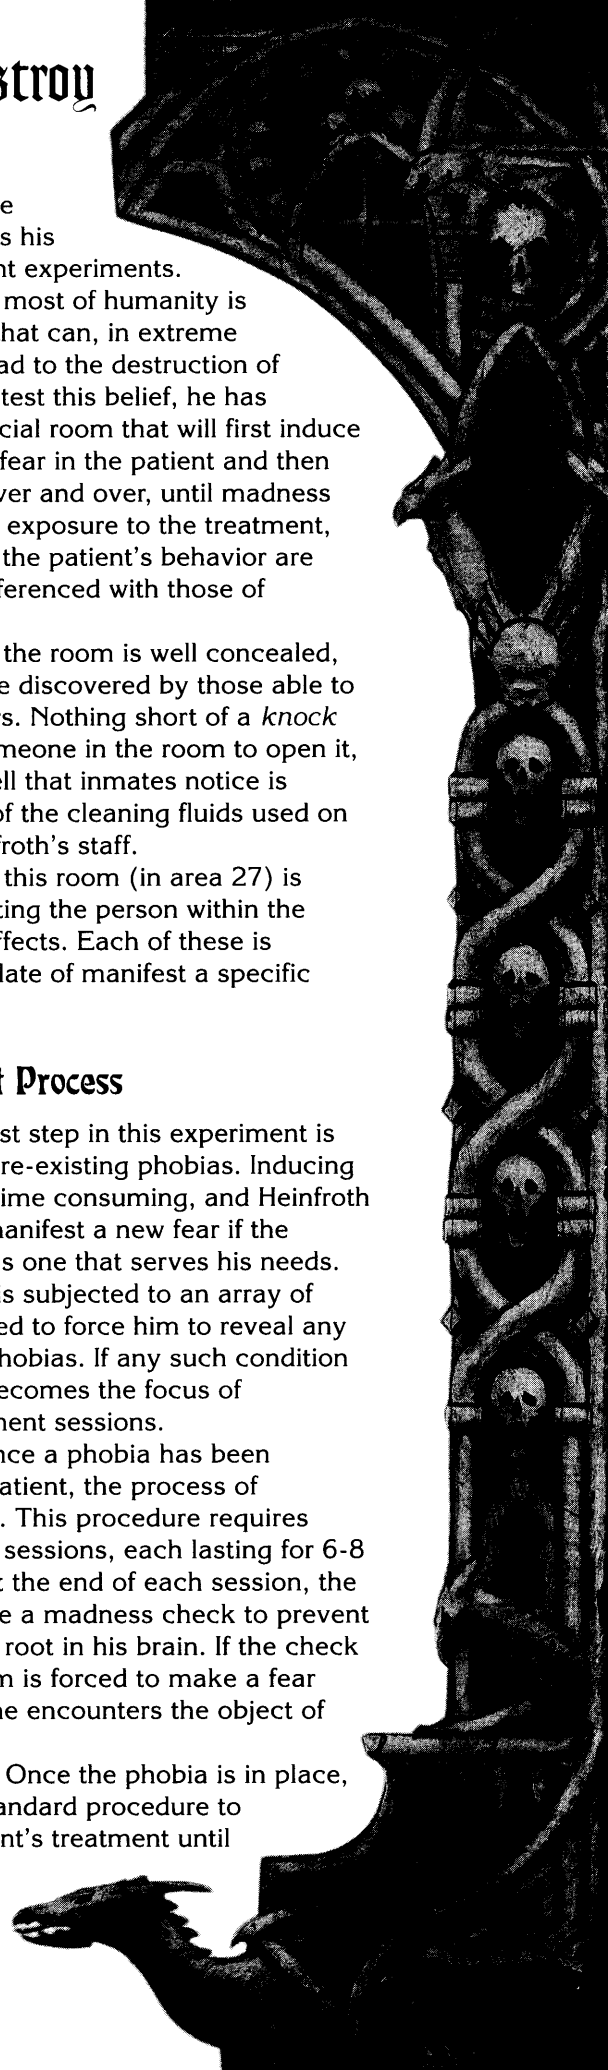 stroy
e
s his
nt experiments.
most of humanity is
hat can, in extreme
ad to the destruction of
test this belief, he has
cial room that will first induce
fear in the patient and then
ver and over, until madness
exposure to the treatment,
the patient's behavior are
ferenced with those of
the room is well concealed,
e discovered by those able to
rs. Nothing short of a knock
meone in the room to open it,
ell that inmates notice is
of the cleaning fluids used on
froth's staff.
this room (in area 27) is
ting the person within the
ffects. Each of these is
late of manifest a specific
t Process
st step in this experiment is
re-existing phobias. Inducing
ime consuming, and Heinfroth
manifest a new fear if the
s one that serves his needs.
is subjected to an array of
ed to force him to reveal any
hobias. If any such condition
ecomes the focus of
ment sessions.
nce a phobia has been
atient, the process of
. This procedure requires
sessions, each lasting for 6-8
t the end of each session, the
e a madness check to prevent
root in his brain. If the check
m is forced to make a fear
he encounters the object of
Once the phobia is in place,
andard procedure to
nt's treatment until